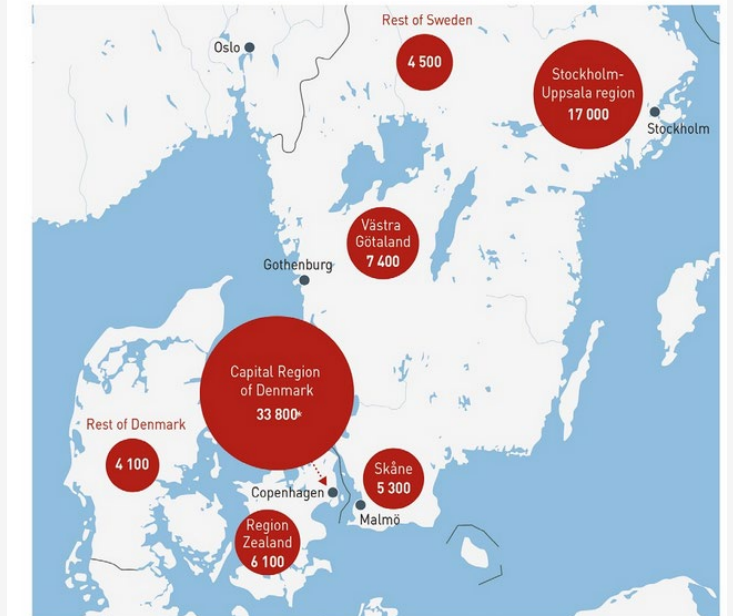 Rest of Sweden
4 500
Oslo
Stockholm-
Uppsala region
17 000
Stockholm
Västra
Götaland
7 400
Gothenburg
Capital Region
of Denmark
33 800*
Rest of Denmark
4 100
Skåne
5 300
Copenhagen
Malmö
Region
Zealand
6 100